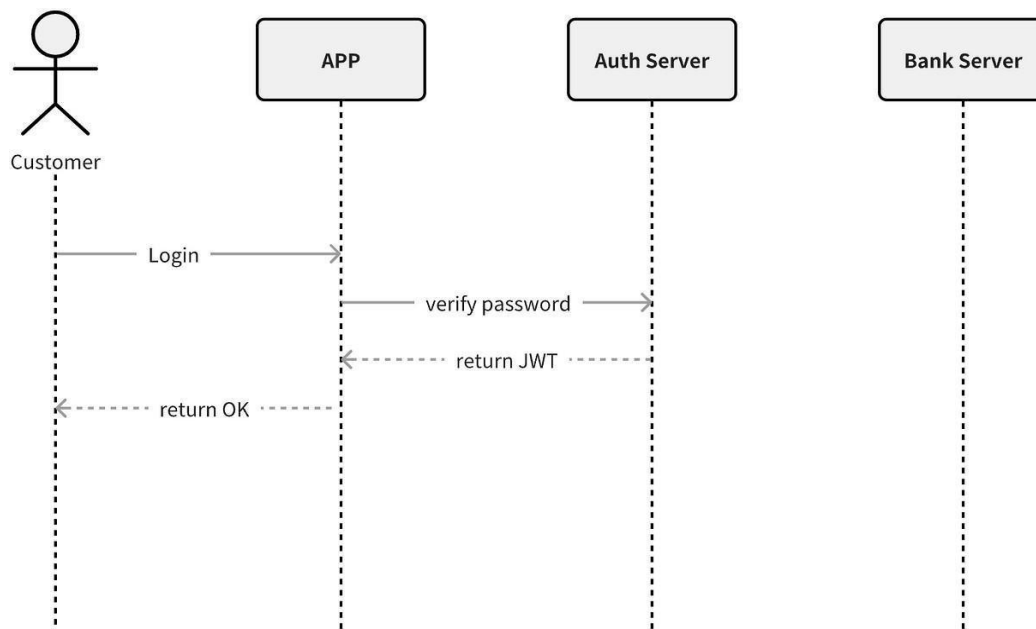 APP
Auth Server
Bank Server
Customer
Login
verify password
return JWT
return OK